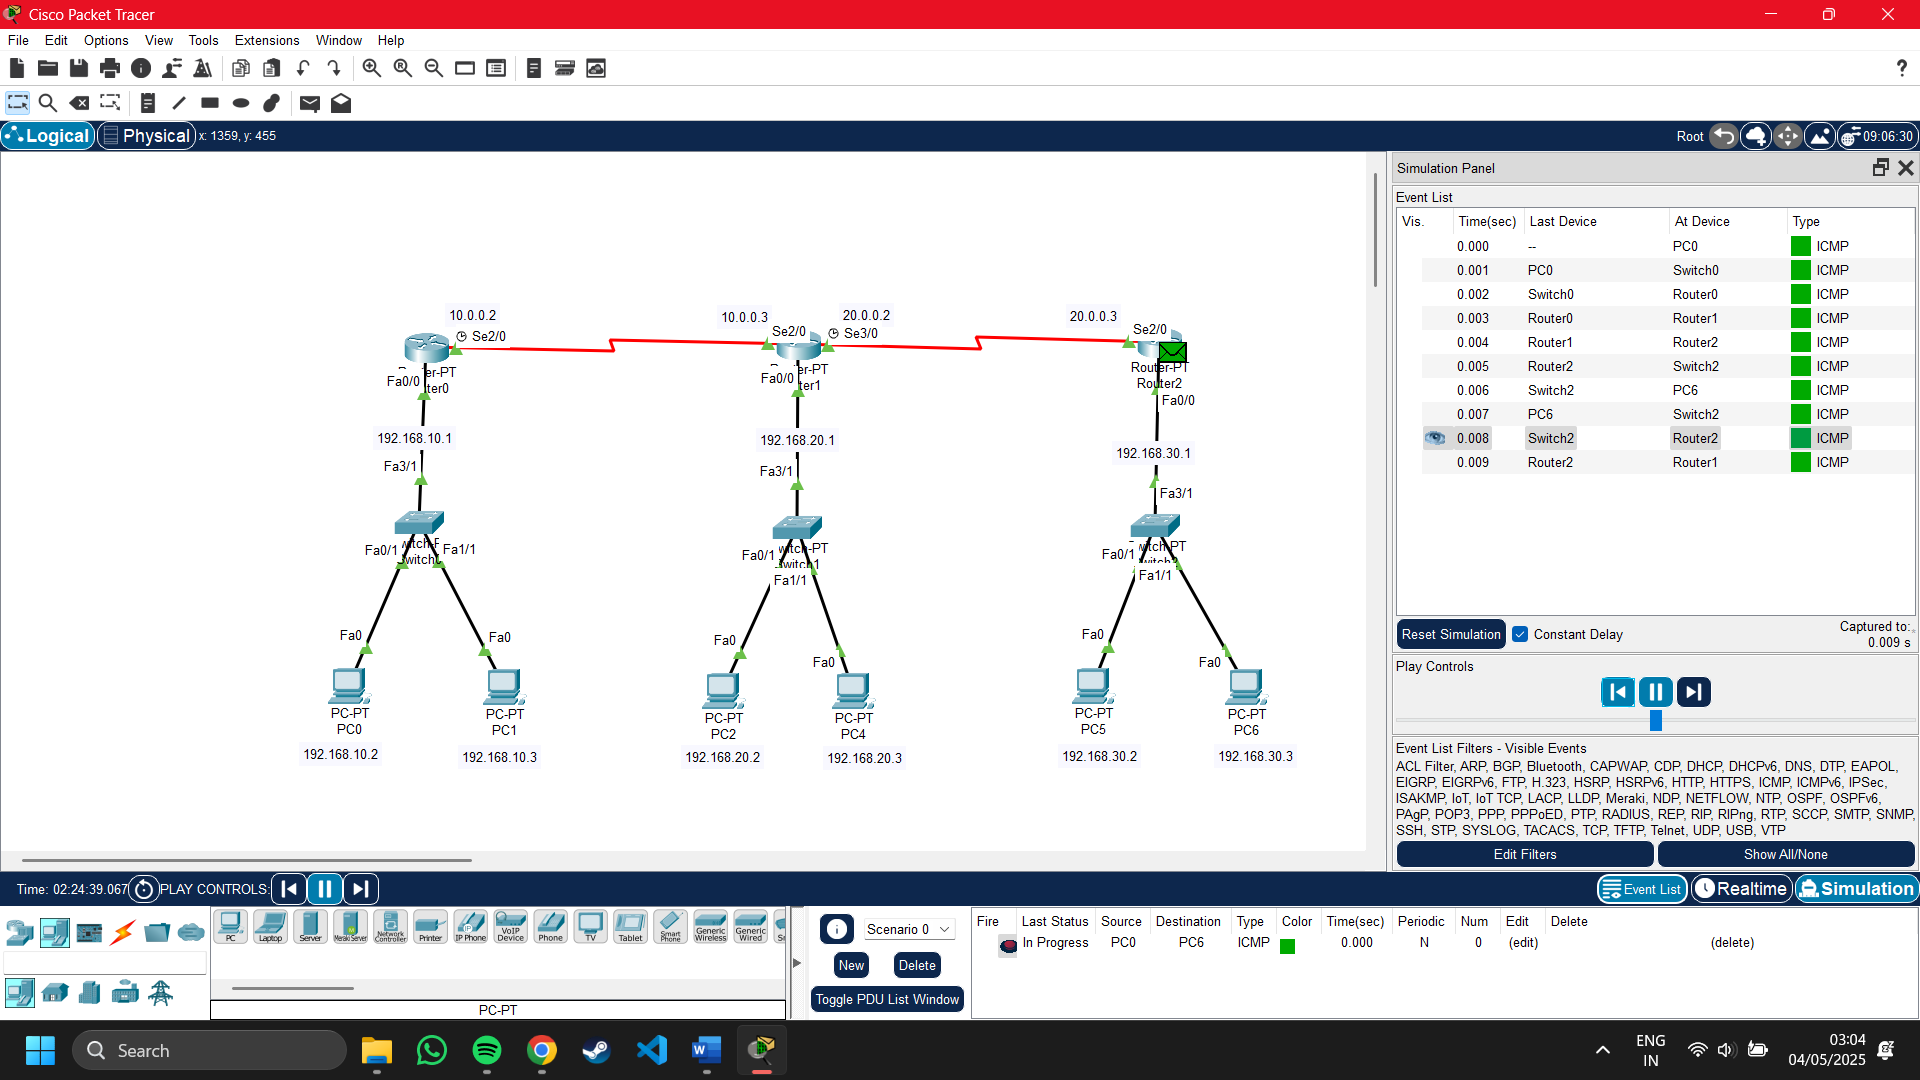 Cisco Packet Tracer
File Edit Options View Tools Extensions Window Help
?
Logical Physical x: 1359, y: 455
Root 09:06:30
10.0.0.2
Se2/0
er-PT
ter0
Fa0/0
192.168.10.1
Fa3/1
Fa0/1
Fa1/1
Fa0
Fa0
PC-PT
PC0
PC-PT
PC1
192.168.10.2
192.168.10.3
10.0.0.3
20.0.0.2
Se2/0
Se3/0
er-PT
ter1
Fa0/0
192.168.20.1
Fa3/1
Fa0/1
Fa1/1
Fa0
Fa0
PC-PT
PC2
PC-PT
PC4
192.168.20.2
192.168.20.3
20.0.0.3
Se2/0
Router-PT
Router2
Fa0/0
192.168.30.1
Fa3/1
Fa0/1
Fa1/1
Fa0
Fa0
PC-PT
PC5
PC-PT
PC6
192.168.30.2
192.168.30.3
Simulation Panel
Event List
Vis. Time(sec) Last Device At Device Type
0.000 -- PC0 ICMP
0.001 PC0 Switch0 ICMP
0.002 Switch0 Router0 ICMP
0.003 Router0 Router1 ICMP
0.004 Router1 Router2 ICMP
0.005 Router2 Switch2 ICMP
0.006 Switch2 PC6 ICMP
0.007 PC6 Switch2 ICMP
0.008 Switch2 Router2 ICMP
0.009 Router2 Router1 ICMP
Reset Simulation Constant Delay
Captured to:
0.009 s
Play Controls
Event List Filters - Visible Events
ACL Filter, ARP, BGP, Bluetooth, CAPWAP, CDP, DHCP, DHCPv6, DNS, DTP, EAPOL,
EIGRP, EIGRPv6, FTP, H.323, HSRP, HSRPv6, HTTP, HTTPS, ICMP, ICMPv6, IPSec,
ISAKMP, IoT, IoT TCP, LACP, LLDP, Meraki, NDP, NETFLOW, NTP, OSPF, OSPFv6,
PAgP, POP3, PPP, PPPoED, PTP, RADIUS, REP, RIP, RIPng, RTP, SCCP, SMTP, SNMP,
SSH, STP, SYSLOG, TACACS, TCP, TFTP, Telnet, UDP, USB, VTP
Edit Filters Show All/None
Time: 02:24:39.067 PLAY CONTROLS:
Event List Realtime Simulation
PC Laptop Server Meraki Server Network Controller Printer IP Phone VoIP Device Phone TV Tablet Smart Phone Generic Wireless Generic Wired
PC-PT
Scenario 0
New Delete
Toggle PDU List Window
Fire Last Status Source Destination Type Color Time(sec) Periodic Num Edit Delete
In Progress PC0 PC6 ICMP 0.000 N 0 (edit) (delete)
Search
ENG
IN
03:04
04/05/2025